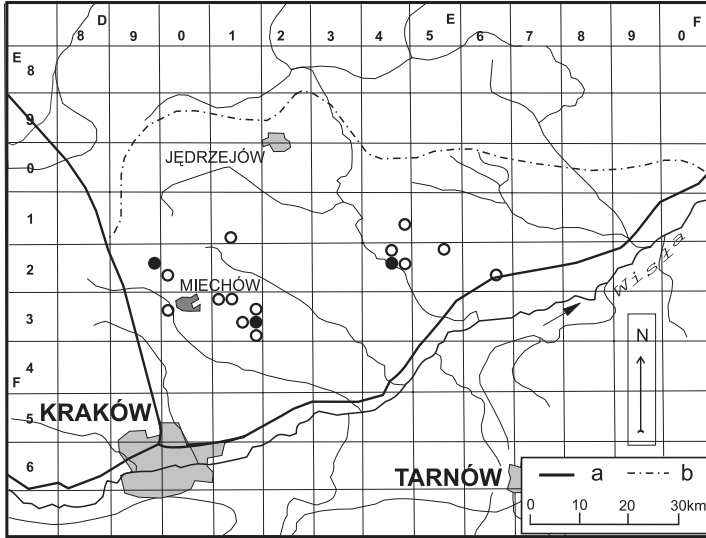 D E F
8 9 0 1 2 3 4 5 6 7 8 9 0
E
8
9
0
1
2
3
4
F
5
6
JĘDRZEJÓW
MIECHÓW
Wisła
N
KRAKÓW
TARNÓW
a b
0 10 20 30km